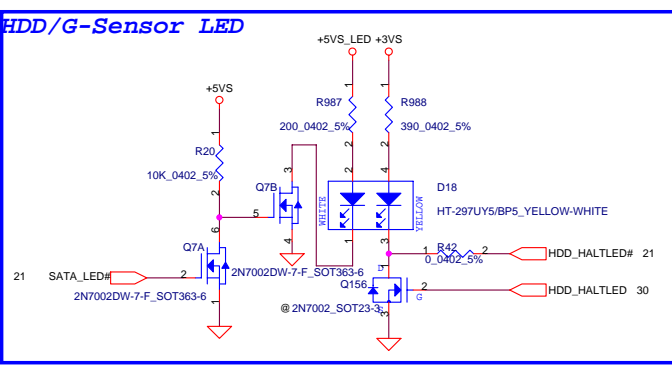 HDD/G-Sensor LED
+5VS_LED +3VS
+5VS
1
1
R987
R988
200_0402_5%
390_0402_5%
1
R20
2
2
10K_0402_5%
2
3
2
4
Q7B
D18
WHITE
YELLOW
HT-297UY5/BP5_YELLOW-WHITE
5
6
4
1
3
Q7A
1
R42
2
HDD_HALTLED# 21
0_0402_5%
D
21 SATA_LED#
2
2N7002DW-7-F_SOT363-6
Q156
2
HDD_HALTLED 30
G
2N7002DW-7-F_SOT363-6
1
@ 2N7002_SOT23-3
S
3